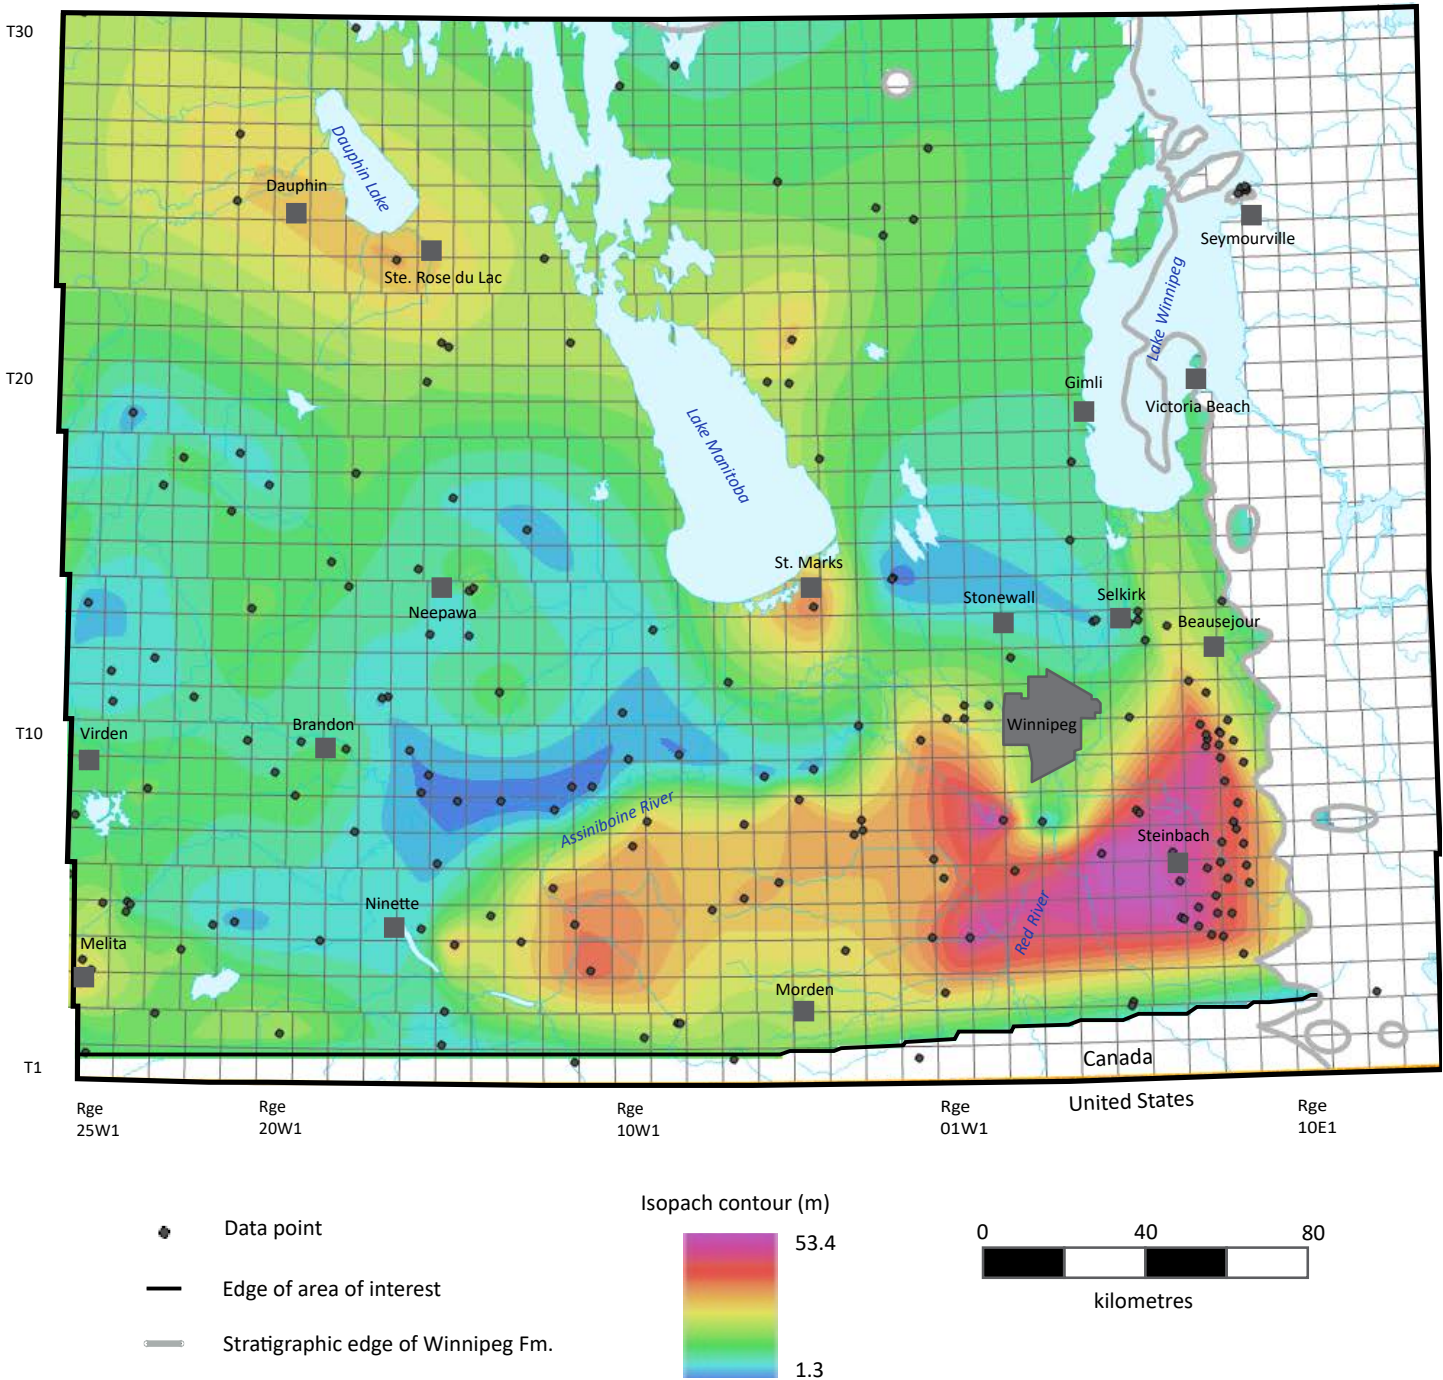 T30
Dauphin Lake
Dauphin
Seymourville
Ste. Rose du Lac
Lake Winnipeg
T20
Gimli
Victoria Beach
Lake Manitoba
St. Marks
Neepawa
Stonewall
Selkirk
Beausejour
T10
Virden
Brandon
Winnipeg
Assiniboine River
Steinbach
Ninette
Red River
Melita
Morden
T1
Canada
United States
Rge
25W1
Rge
20W1
Rge
10W1
Rge
01W1
Rge
10E1
Data point
Edge of area of interest
Stratigraphic edge of Winnipeg Fm.
Isopach contour (m)
53.4
1.3
0 40 80
kilometres